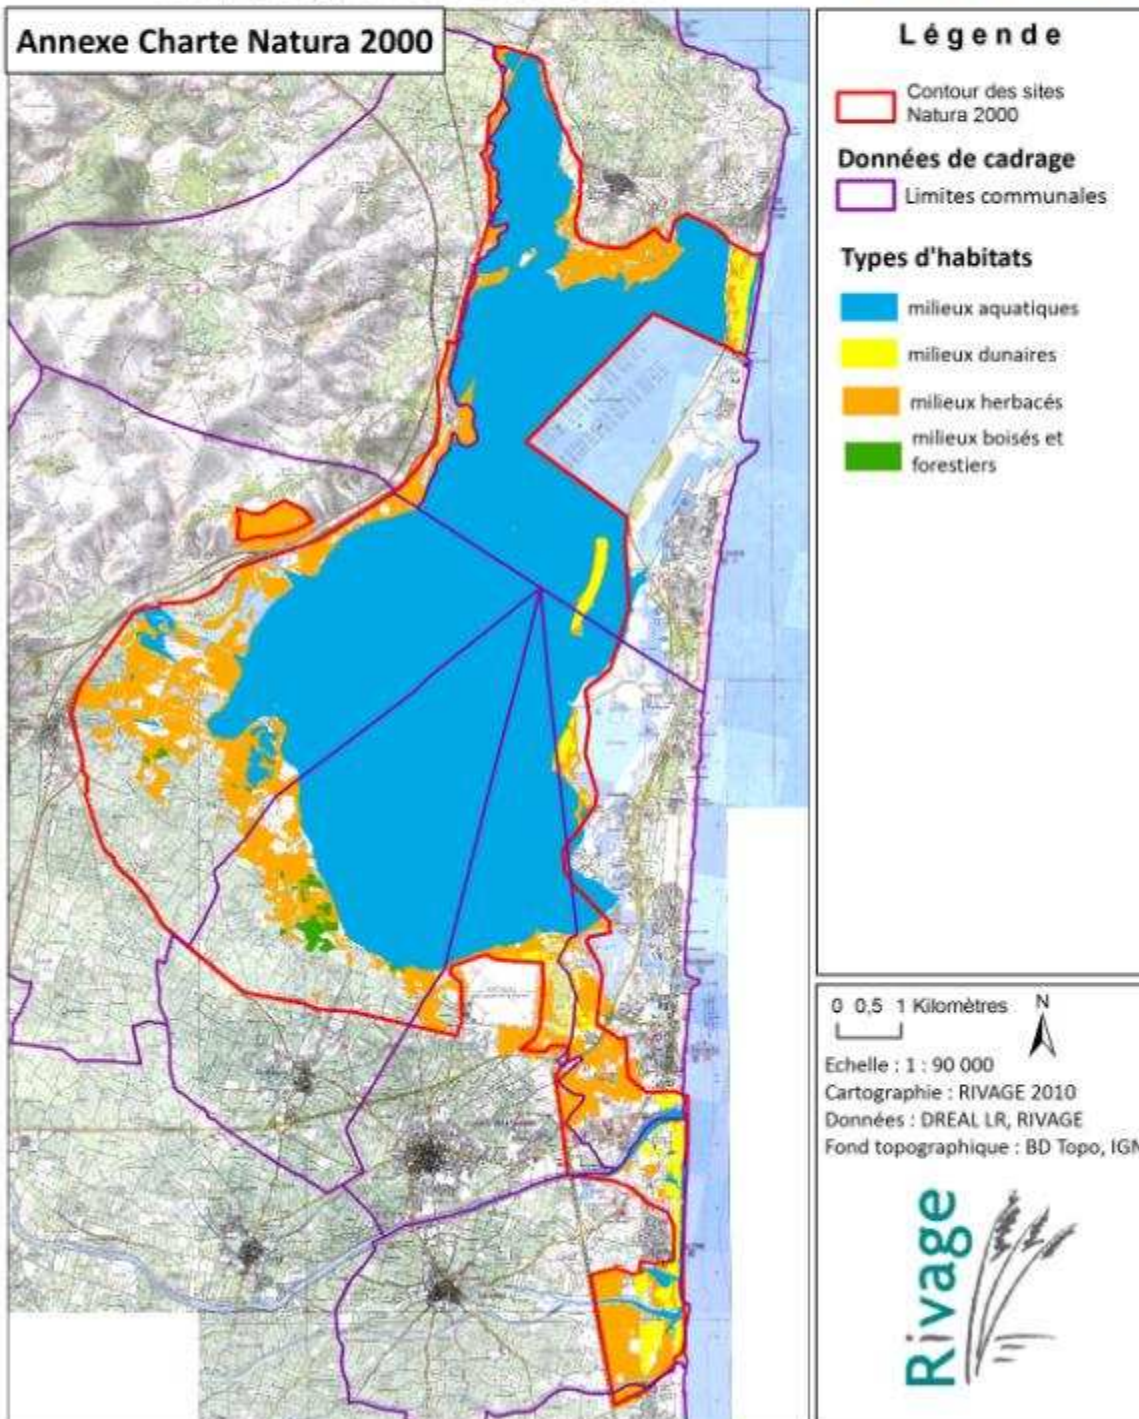 Annexe Charte Natura 2000
Légende
Contour des sites
Natura 2000
Données de cadrage
Limites communales
Types d'habitats
milieux aquatiques
milieux dunaires
milieux herbacés
milieux boisés et
forestiers
0 0,5 1 Kilomètres
N
Echelle : 1 : 90 000
Cartographie : RIVAGE 2010
Données : DREAL LR, RIVAGE
Fond topographique : BD Topo, IGN
Rivage